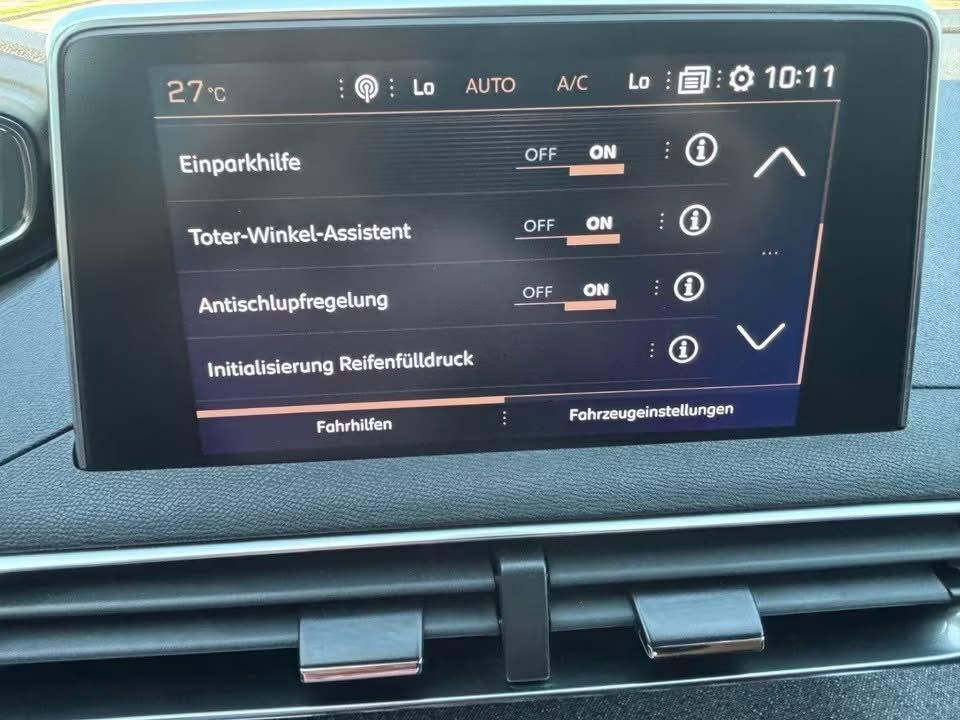 27°C Lo AUTO A/C Lo 10:11
Einparkhilfe OFF ON
Toter-Winkel-Assistent OFF ON
Antischlupfregelung OFF ON
Initialisierung Reifenfülldruck
Fahrhilfen Fahrzeugeinstellungen